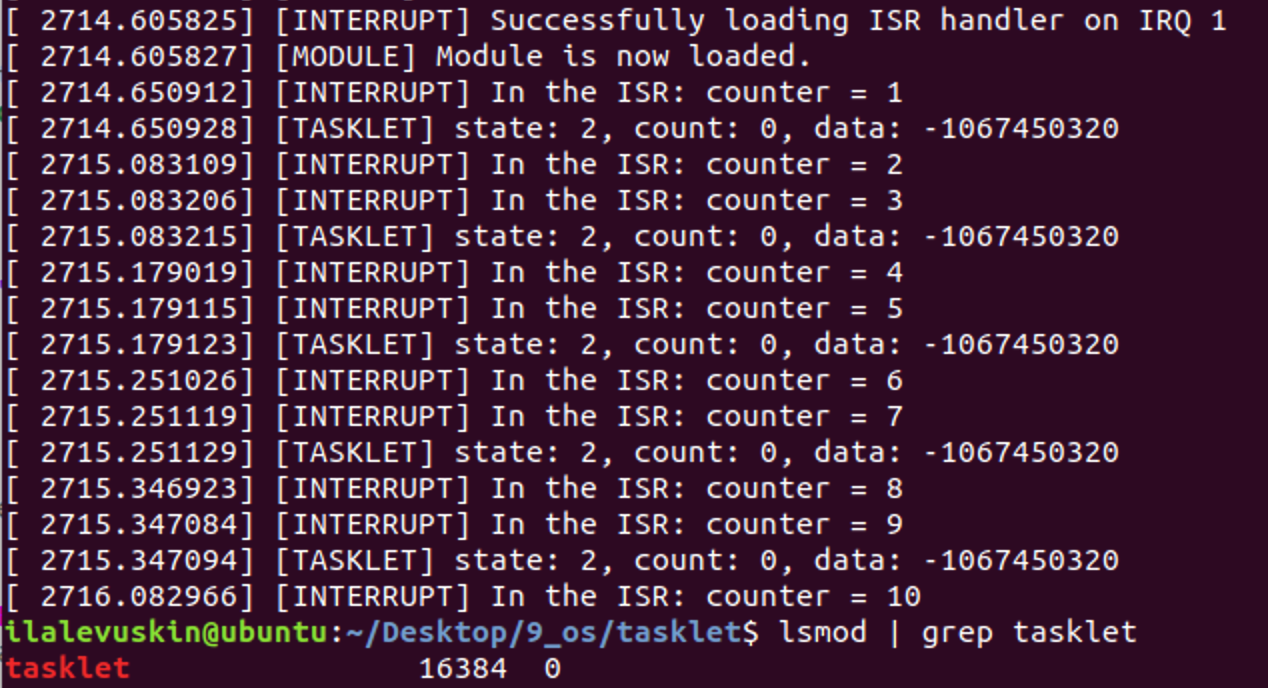 [ 2714.605825] [INTERRUPT] Successfully loading ISR handler on IRQ 1
[ 2714.605827] [MODULE] Module is now loaded.
[ 2714.650912] [INTERRUPT] In the ISR: counter = 1
[ 2714.650928] [TASKLET] state: 2, count: 0, data: -1067450320
[ 2715.083109] [INTERRUPT] In the ISR: counter = 2
[ 2715.083206] [INTERRUPT] In the ISR: counter = 3
[ 2715.083215] [TASKLET] state: 2, count: 0, data: -1067450320
[ 2715.179019] [INTERRUPT] In the ISR: counter = 4
[ 2715.179115] [INTERRUPT] In the ISR: counter = 5
[ 2715.179123] [TASKLET] state: 2, count: 0, data: -1067450320
[ 2715.251026] [INTERRUPT] In the ISR: counter = 6
[ 2715.251119] [INTERRUPT] In the ISR: counter = 7
[ 2715.251129] [TASKLET] state: 2, count: 0, data: -1067450320
[ 2715.346923] [INTERRUPT] In the ISR: counter = 8
[ 2715.347084] [INTERRUPT] In the ISR: counter = 9
[ 2715.347094] [TASKLET] state: 2, count: 0, data: -1067450320
[ 2716.082966] [INTERRUPT] In the ISR: counter = 10
ilalevuskin@ubuntu:~/Desktop/9_os/tasklet$ lsmod | grep tasklet
tasklet                16384  0